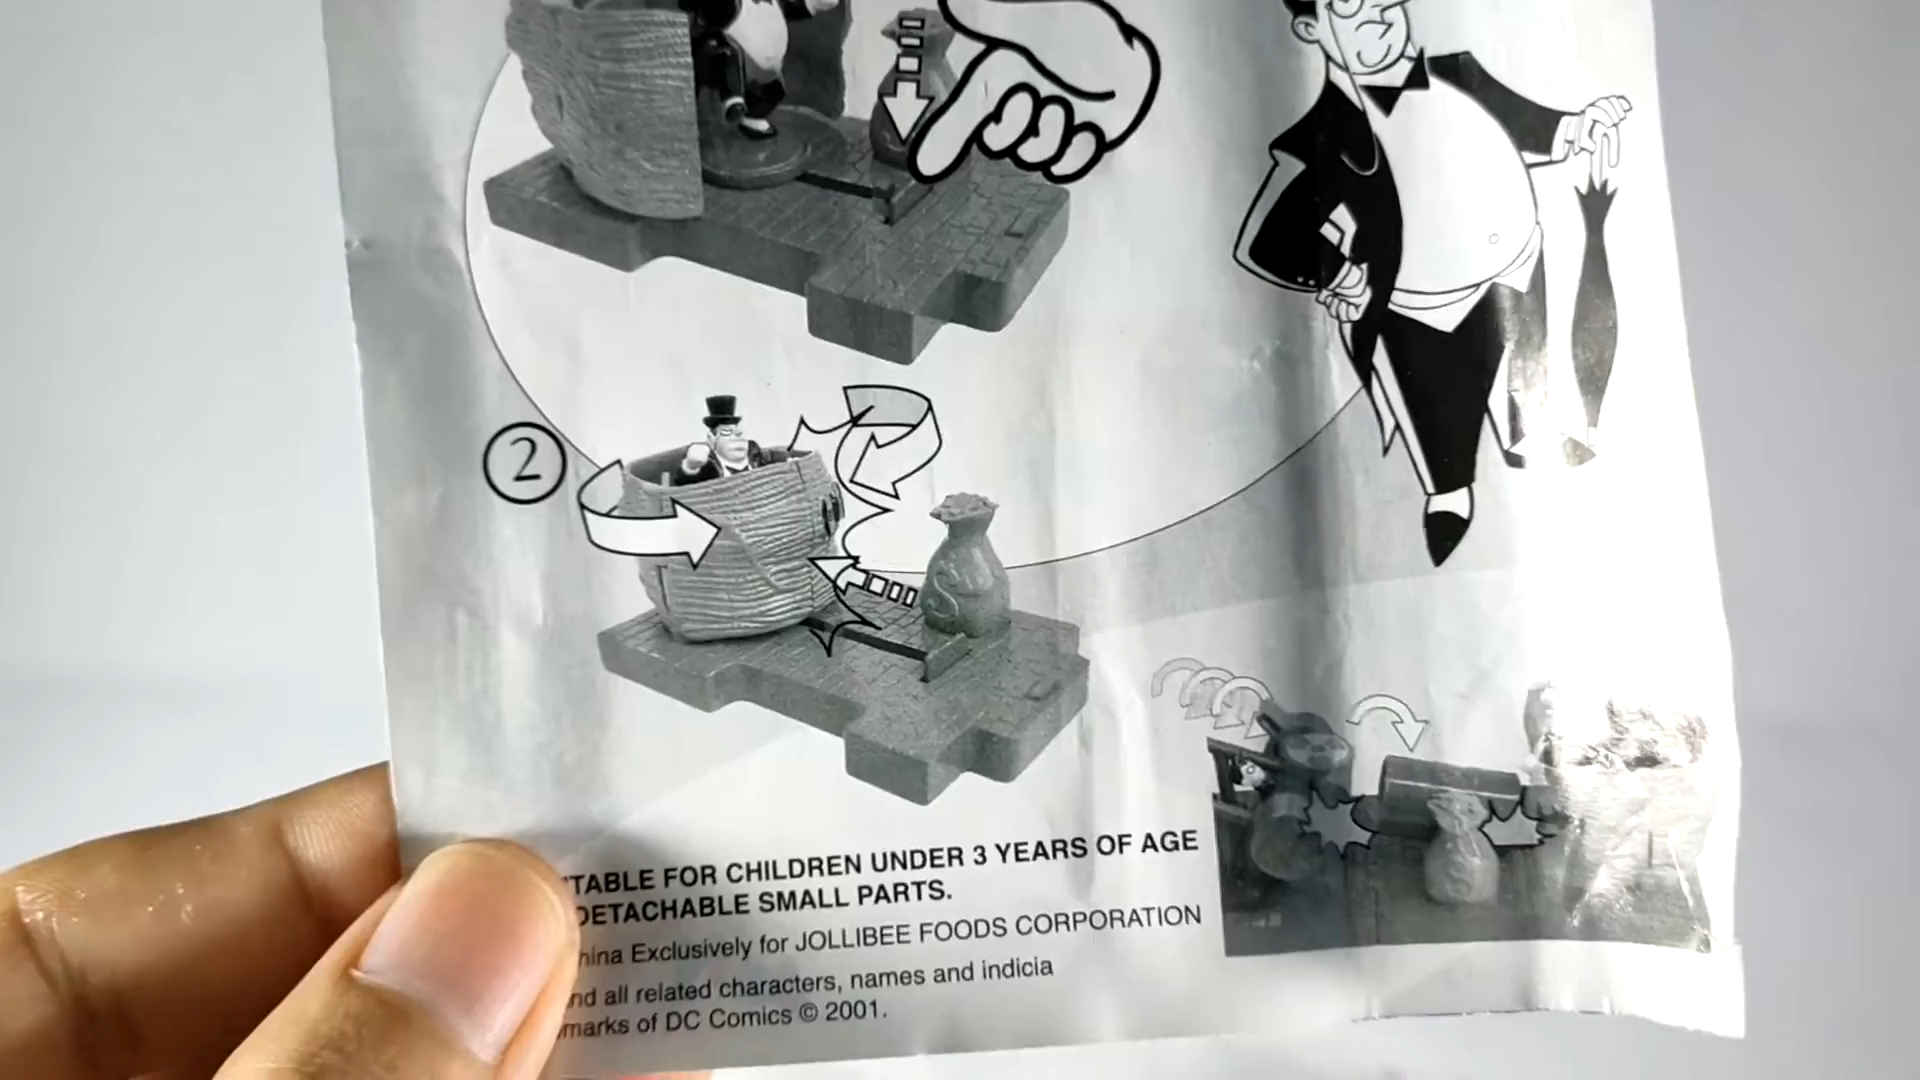 2
TABLE FOR CHILDREN UNDER 3 YEARS OF AGE
DETACHABLE SMALL PARTS.
hina Exclusively for JOLLIBEE FOODS CORPORATION
nd all related characters, names and indicia
marks of DC Comics © 2001.